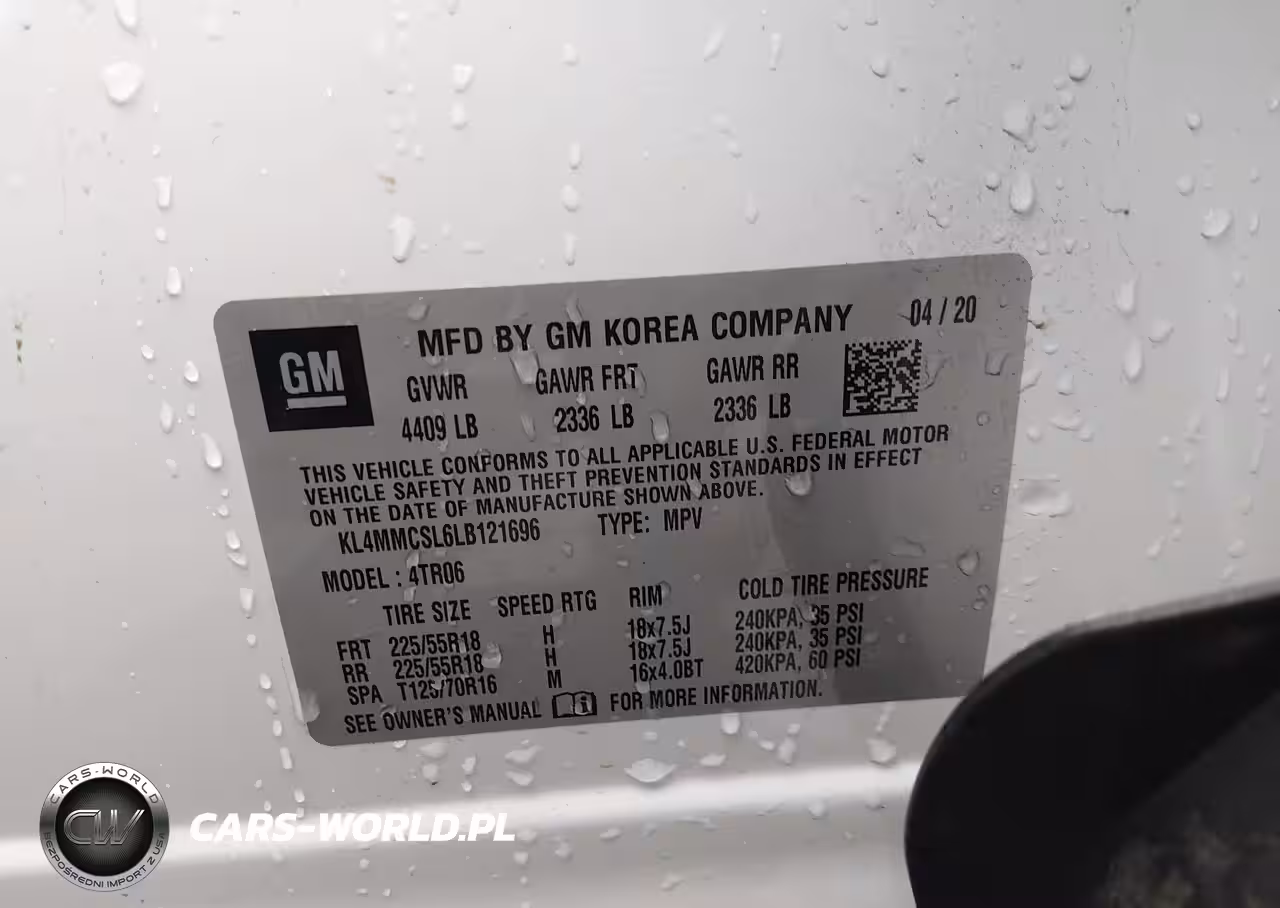 GM
MFD BY GM KOREA COMPANY 04 / 20
GVWR GAWR FRT GAWR RR
4409 LB 2336 LB 2336 LB
THIS VEHICLE CONFORMS TO ALL APPLICABLE U.S. FEDERAL MOTOR
VEHICLE SAFETY AND THEFT PREVENTION STANDARDS IN EFFECT
ON THE DATE OF MANUFACTURE SHOWN ABOVE.
KL4MMCSL6LB121696 TYPE: MPV
MODEL : 4TR06
TIRE SIZE SPEED RTG RIM COLD TIRE PRESSURE
FRT 225/55R18 H 18x7.5J 240KPA, 35 PSI
RR 225/55R18 H 18x7.5J 240KPA, 35 PSI
SPA T125/70R16 M 16x4.0BT 420KPA, 60 PSI
SEE OWNER'S MANUAL i FOR MORE INFORMATION.
CARS-WORLD
CW
BEZPOŚREDNI IMPORT Z USA
CARS-WORLD.PL